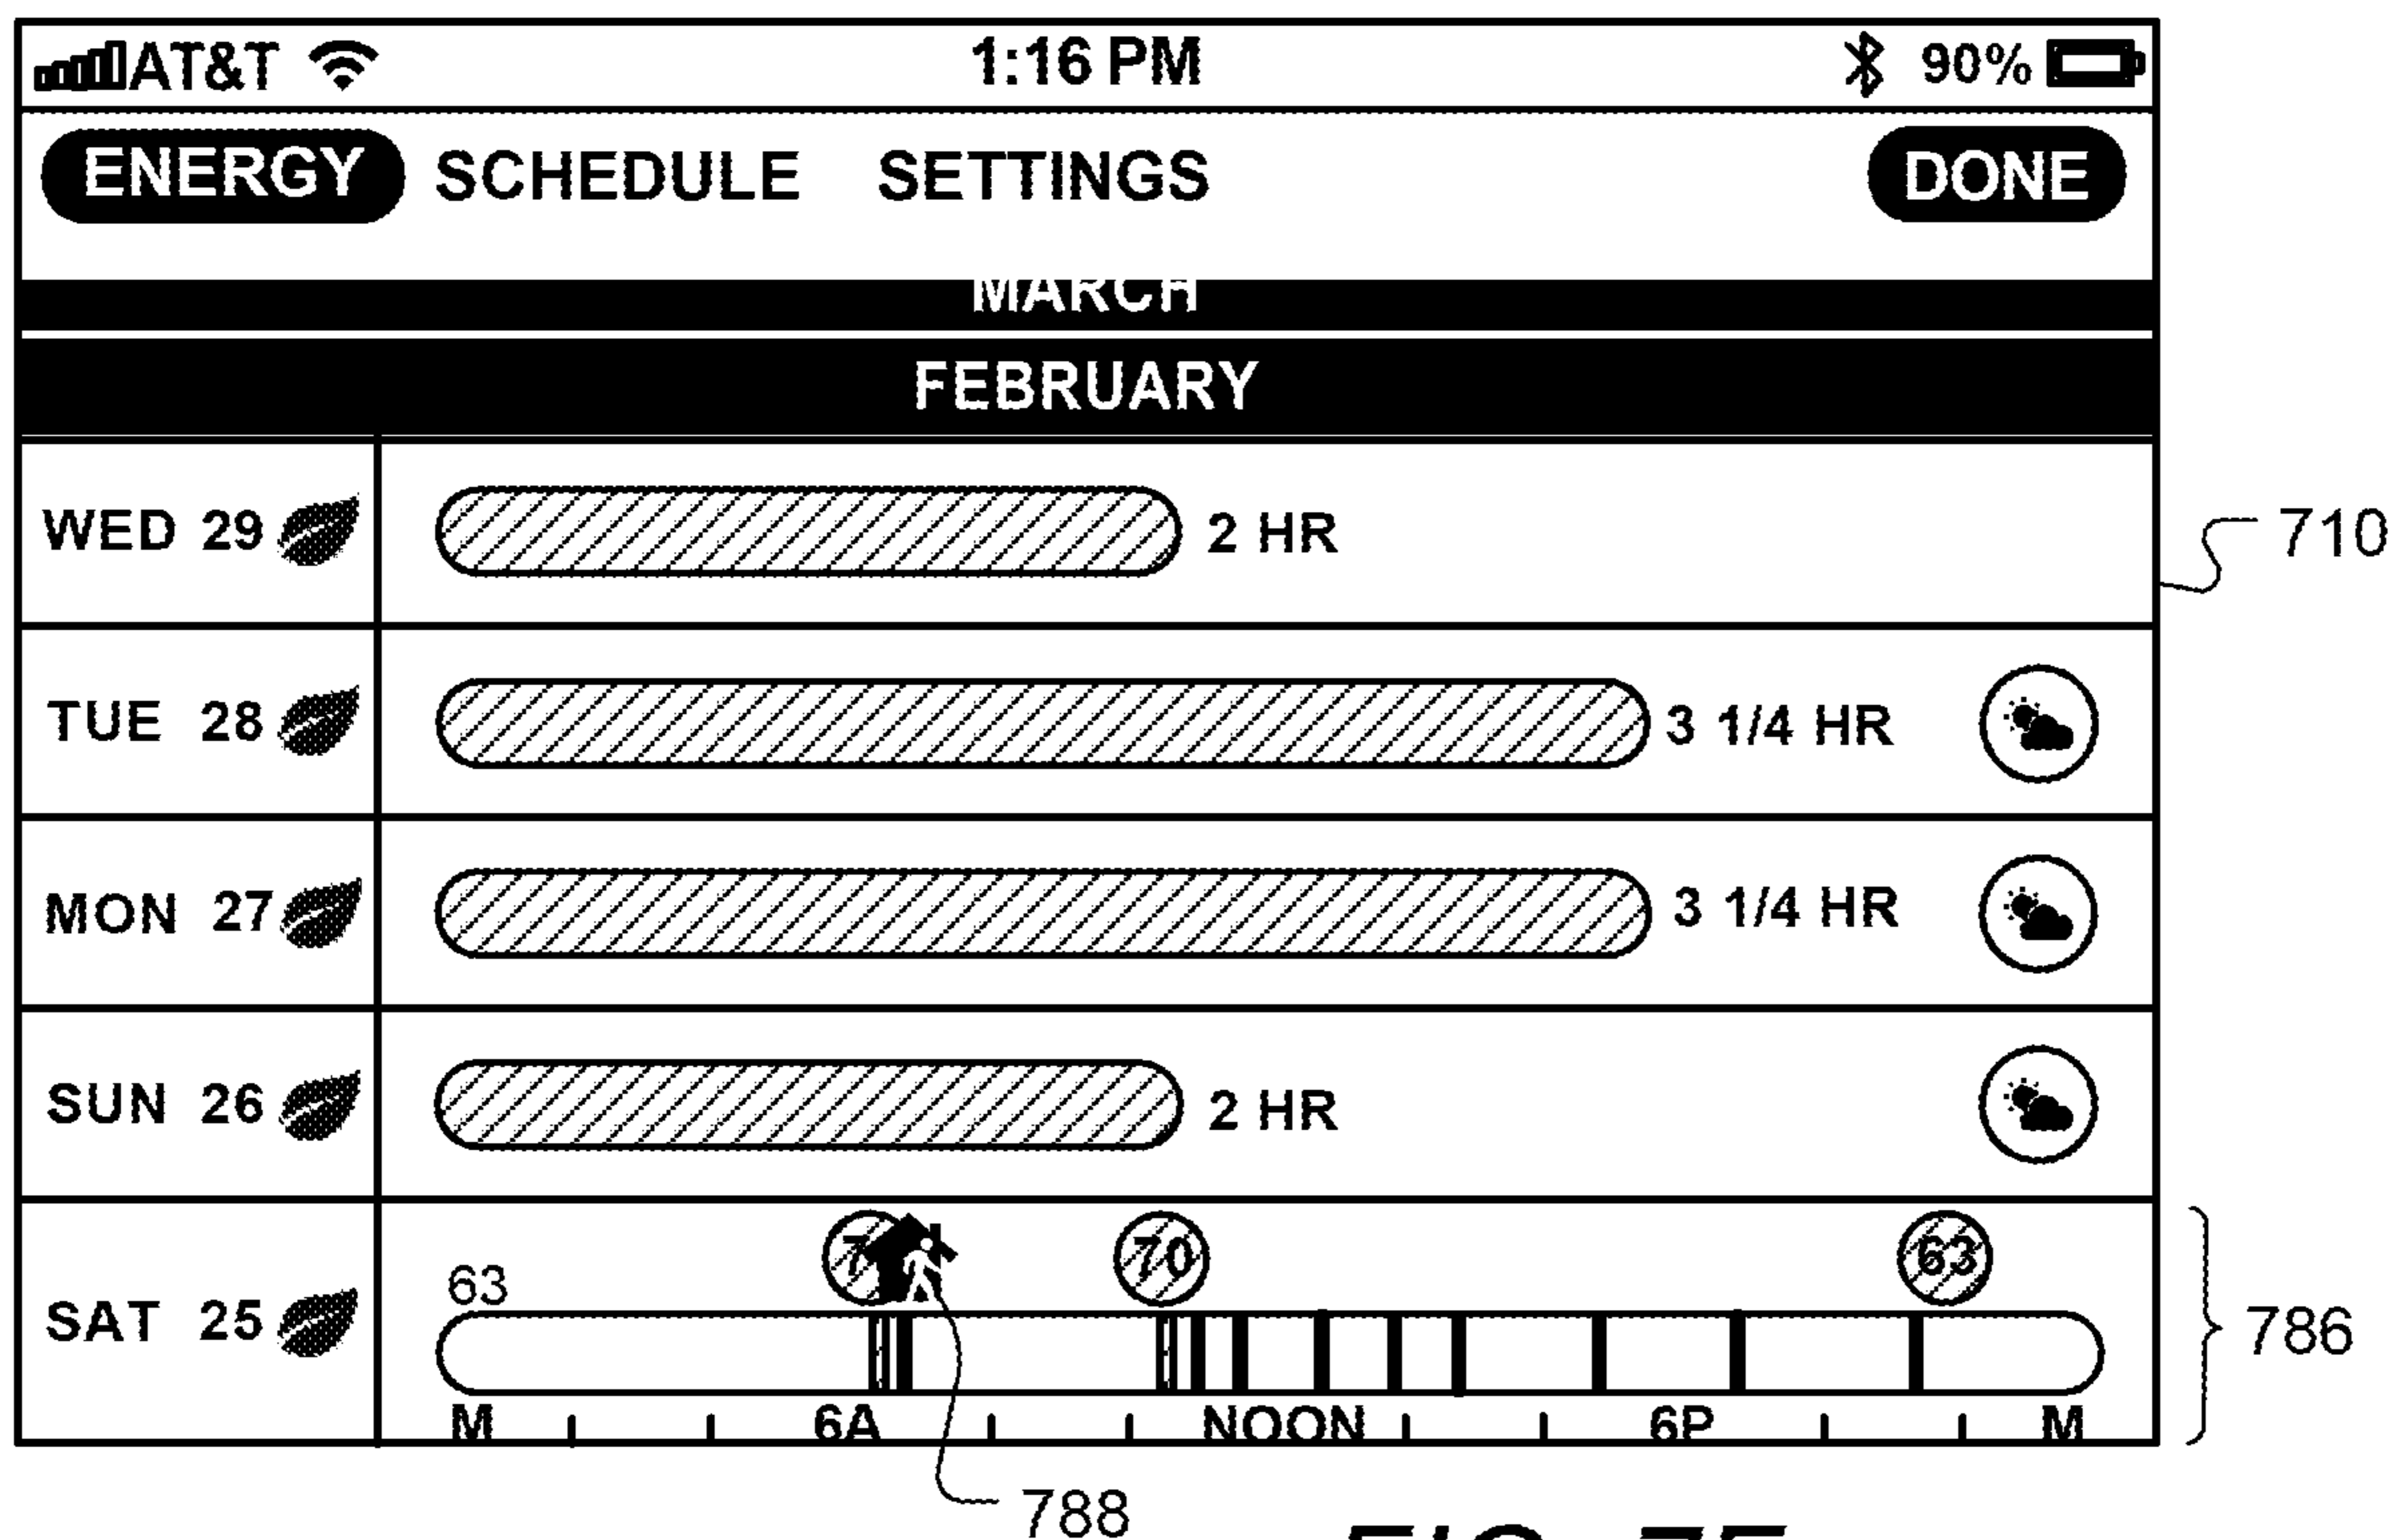 AT&T 1:16 PM 90%
ENERGY SCHEDULE SETTINGS DONE
MARCH
FEBRUARY
WED 29 2 HR
710
TUE 28 3 1/4 HR
MON 27 3 1/4 HR
SUN 26 2 HR
70 63
63
SAT 25
786
M 6A NOON 6P M
788